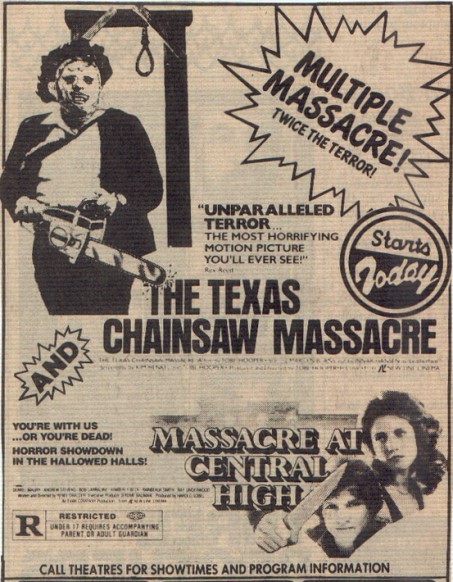 MULTIPLE
MASSACRE!
TWICE THE TERROR!
"UNPARALLELED
TERROR...
THE MOST HORRIFYING
MOTION PICTURE
YOU'LL EVER SEE!"
Rex Reed
Starts
Today
THE TEXAS
CHAINSAW MASSACRE
NEW LINE CINEMA
AND
YOU'RE WITH US
...OR YOU'RE DEAD!
HORROR SHOWDOWN
IN THE HALLOWED HALLS!
MASSACRE AT
CENTRAL
HIGH
R
RESTRICTED
UNDER 17 REQUIRES ACCOMPANYING
PARENT OR ADULT GUARDIAN
CALL THEATRES FOR SHOWTIMES AND PROGRAM INFORMATION